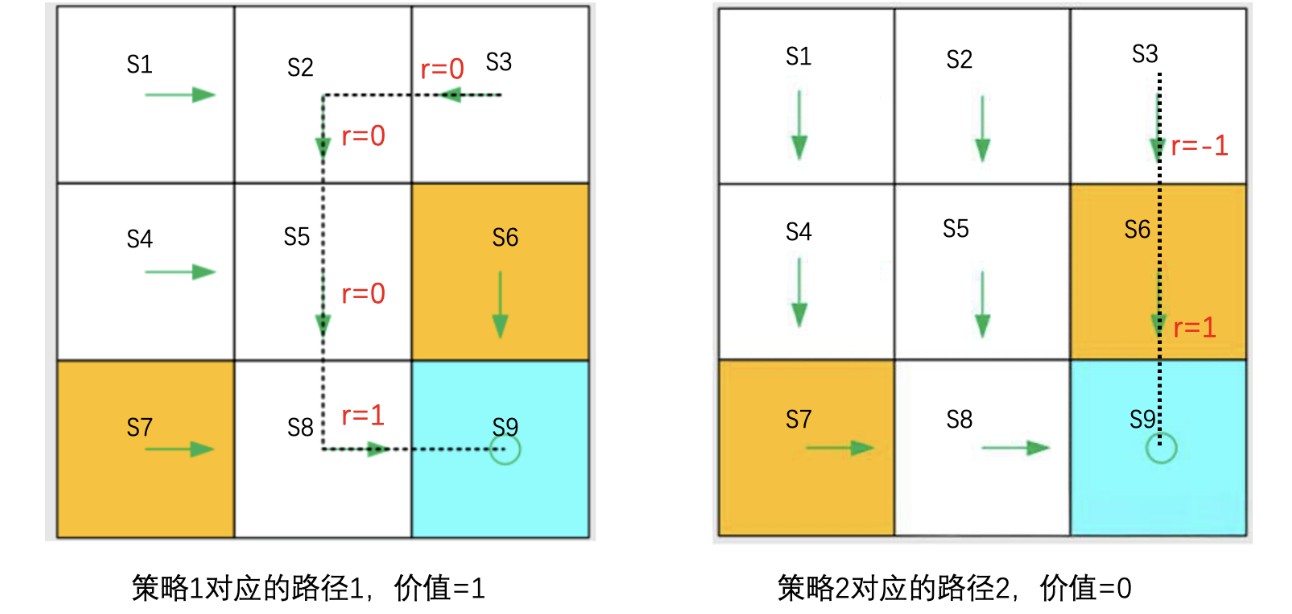 S1
S2
r=0
S3
r=0
S4
S5
S6
r=0
S7
S8
r=1
S9
策略1对应的路径1，价值=1
S1
S2
S3
r=-1
S4
S5
S6
r=1
S7
S8
S9
策略2对应的路径2，价值=0